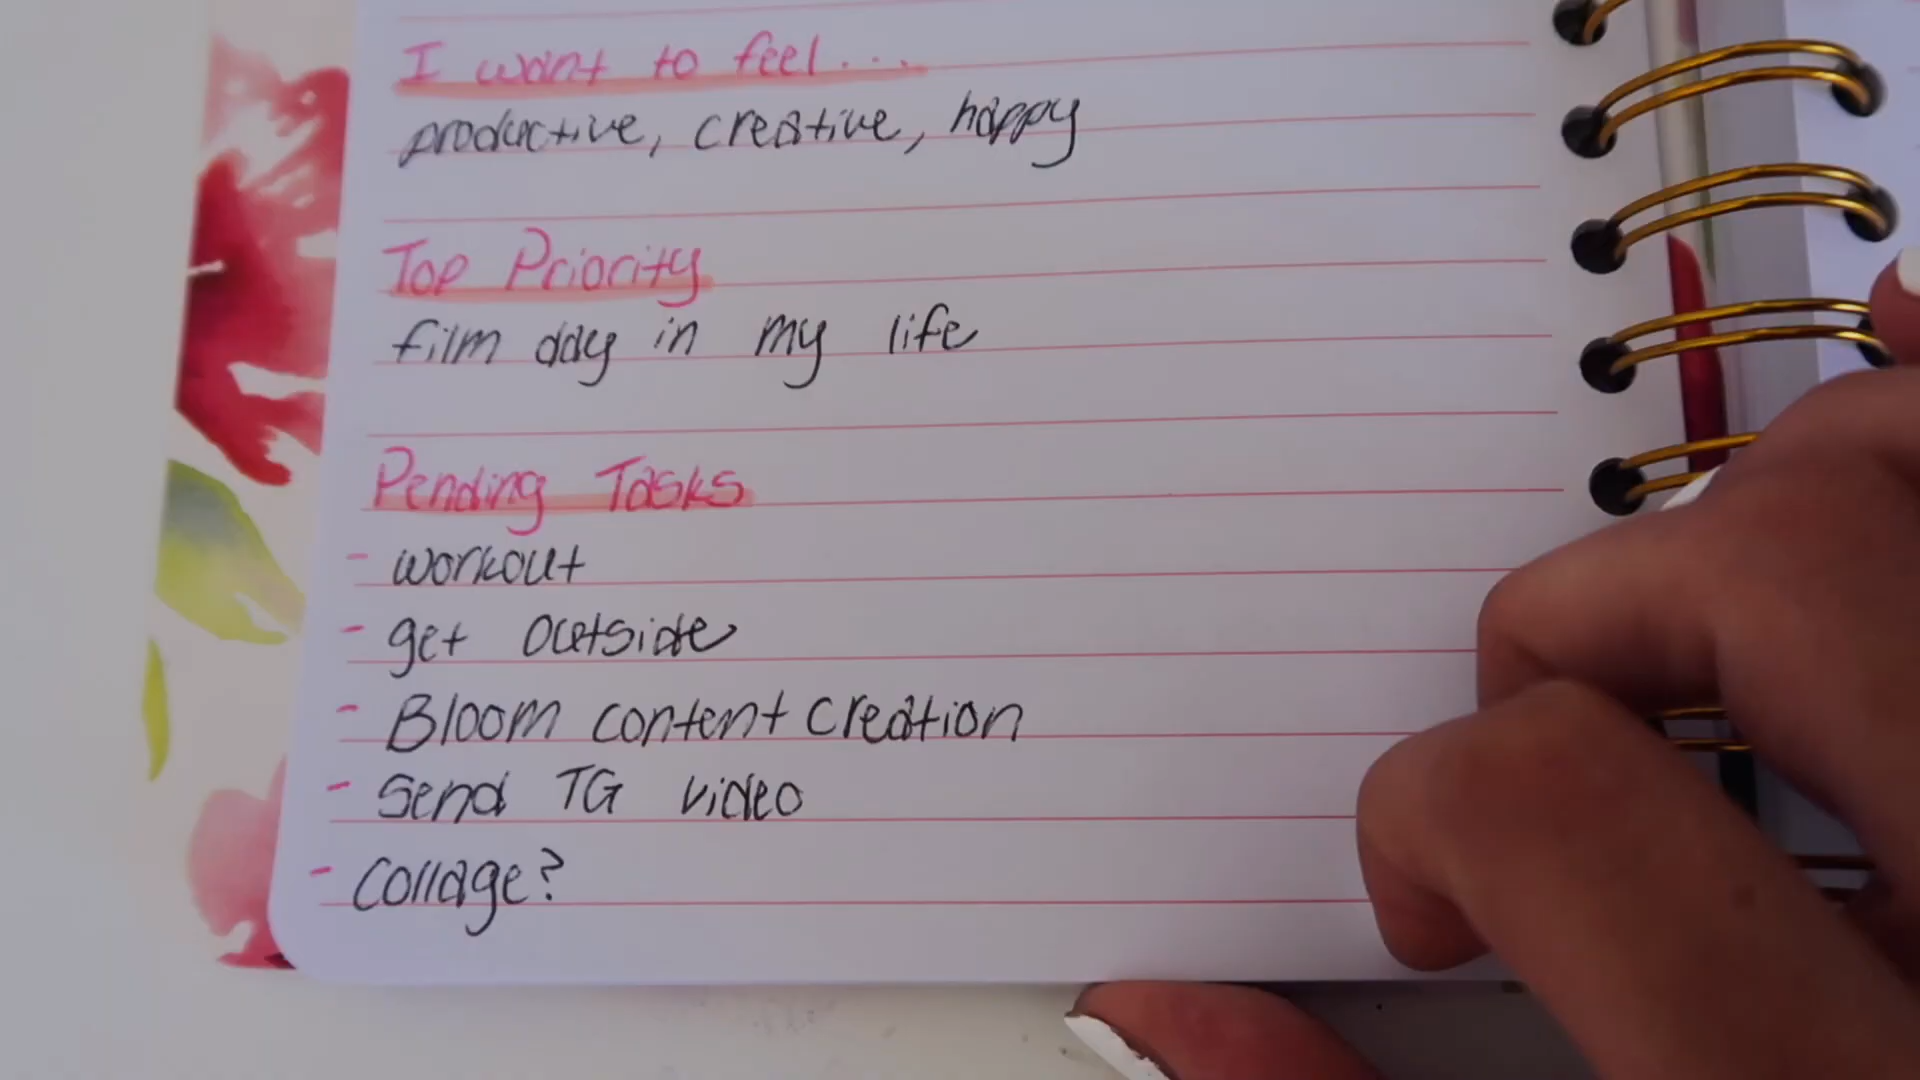 I want to feel...
productive, creative, happy
Top Priority
film day in my life
Pending Tasks
- workout
- get outside
- Bloom content creation
- Send TG video
- Collage?